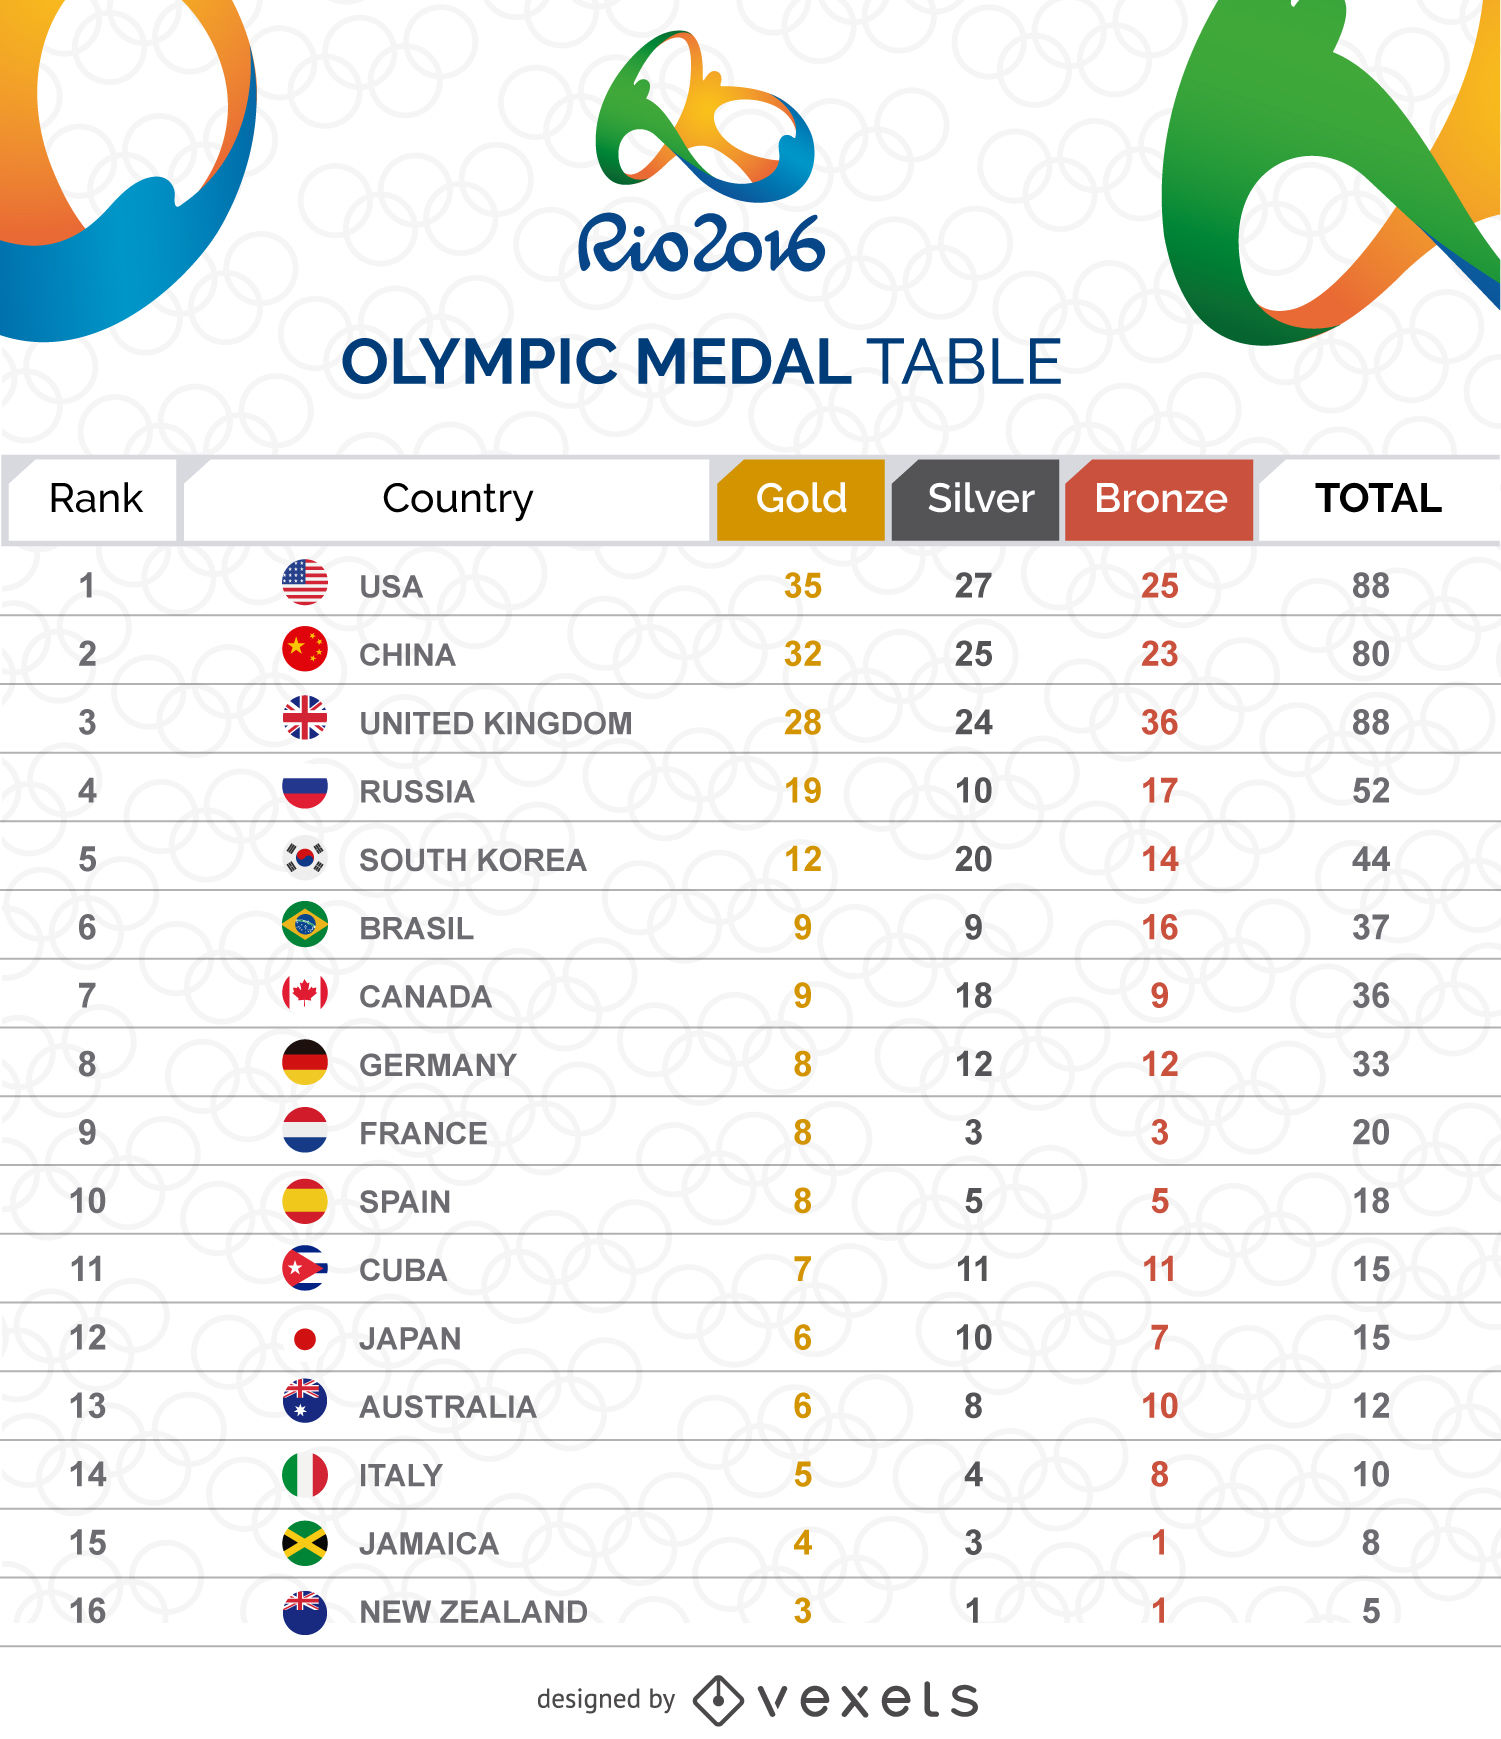 Rio2016
OLYMPIC MEDAL TABLE
Rank Country Gold Silver Bronze TOTAL
1 USA 35 27 25 88
2 CHINA 32 25 23 80
3 UNITED KINGDOM 28 24 36 88
4 RUSSIA 19 10 17 52
5 SOUTH KOREA 12 20 14 44
6 BRASIL 9 9 16 37
7 CANADA 9 18 9 36
8 GERMANY 8 12 12 33
9 FRANCE 8 3 3 20
10 SPAIN 8 5 5 18
11 CUBA 7 11 11 15
12 JAPAN 6 10 7 15
13 AUSTRALIA 6 8 10 12
14 ITALY 5 4 8 10
15 JAMAICA 4 3 1 8
16 NEW ZEALAND 3 1 1 5
designed by vexels